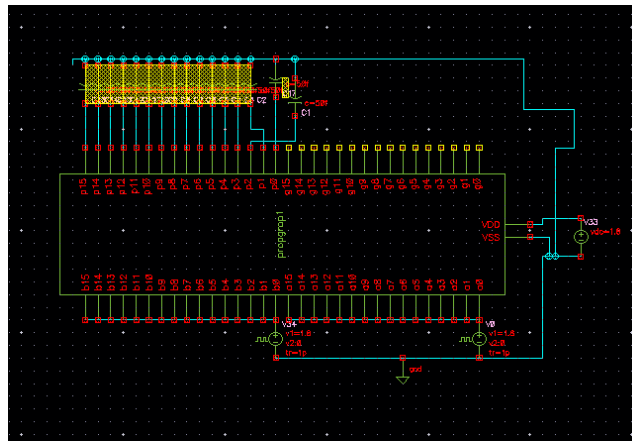 C2
C1
p15 p14 p13 p12 p11 p10 p9 p8 p7 p6 p5 p4 p3 p2 p1 p0 g15 g14 g13 g12 g11 g10 g9 g8 g7 g6 g5 g4 g3 g2 g1 g0
propgrop1
VDD
VSS
V33
vdc=1.8
b15 b14 b13 b12 b11 b10 b9 b8 b7 b6 b5 b4 b3 b2 b1 b0 a15 a14 a13 a12 a11 a10 a9 a8 a7 a6 a5 a4 a3 a2 a1 a0
V34
v1=1.8
v2:0
tr=1p
V0
v1=1.8
v2:0
tr=1p
gnd